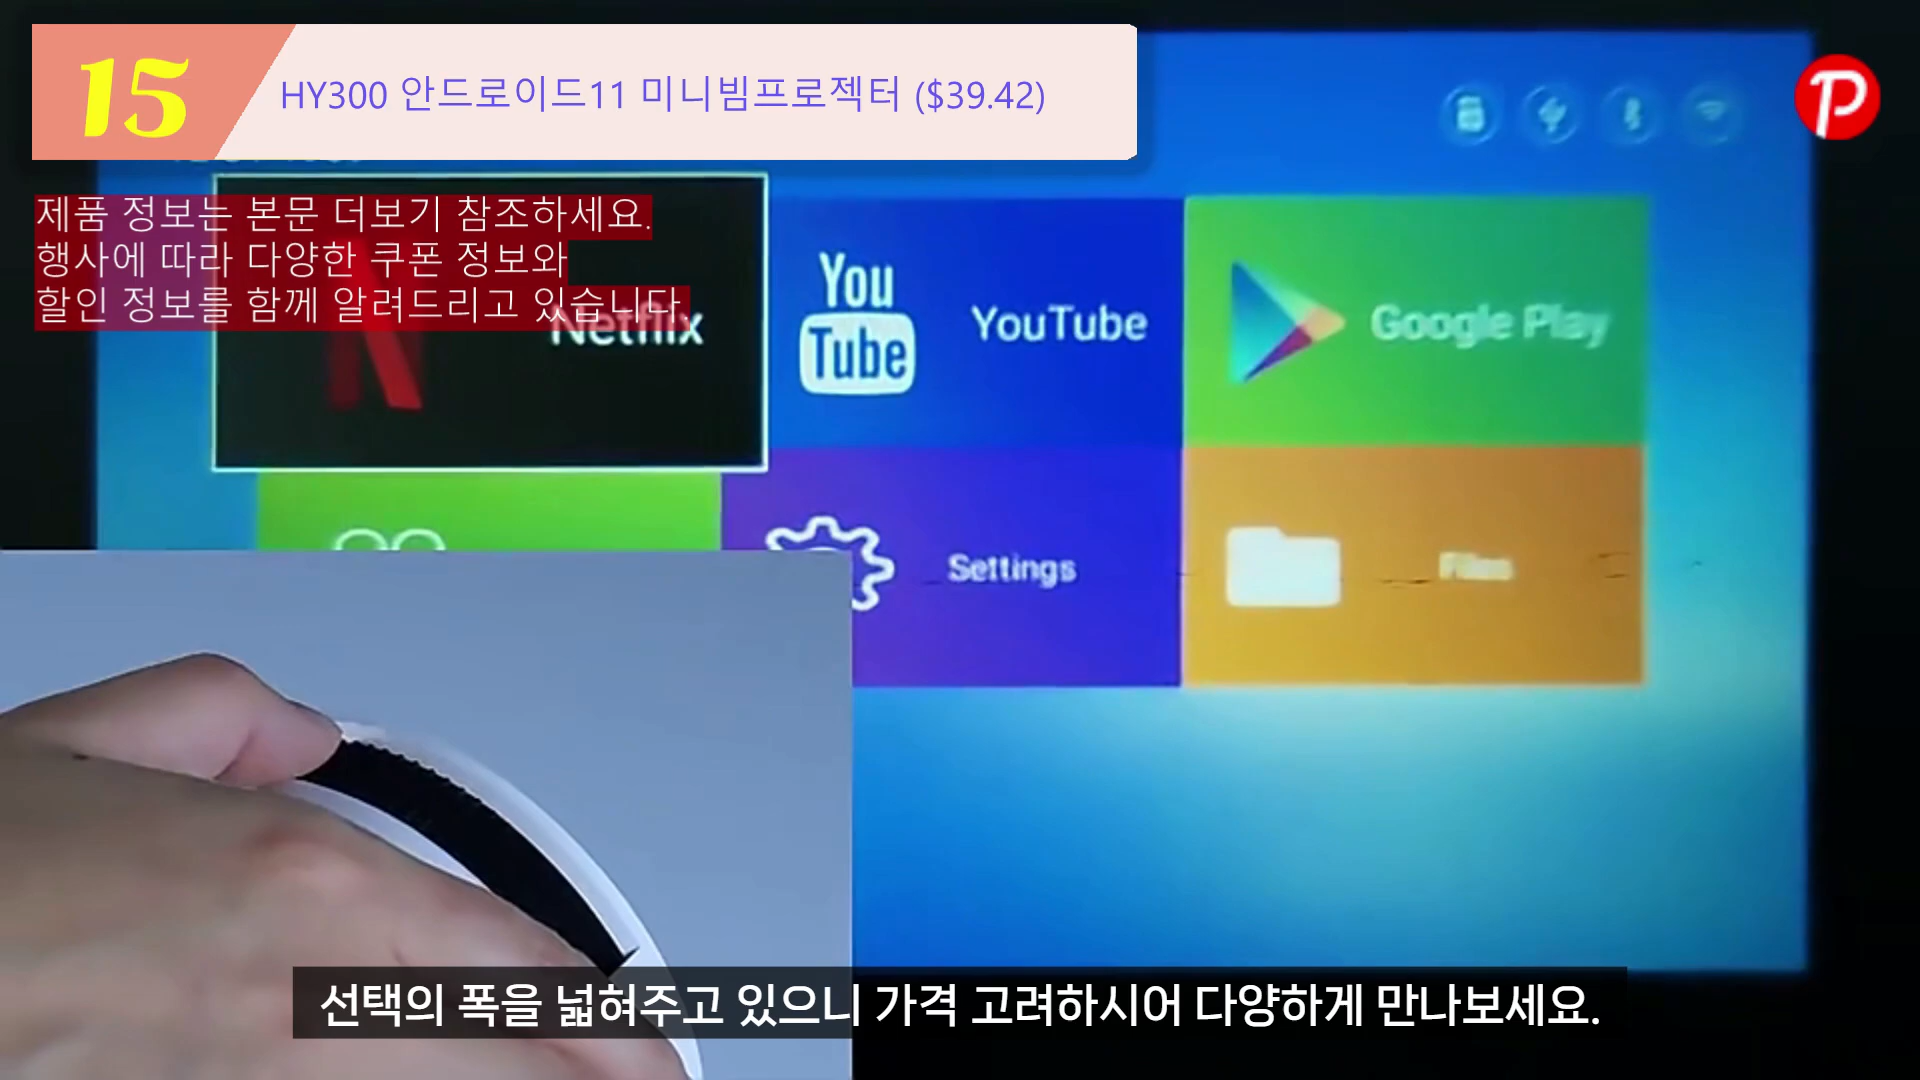 15
HY300 안드로이드11 미니빔프로젝터 ($39.42)
제품 정보는 본문 더보기 참조하세요.
행사에 따라 다양한 쿠폰 정보와
할인 정보를 함께 알려드리고 있습니다.
Netflix
You
Tube
YouTube
Google Play
Settings
선택의 폭을 넓혀주고 있으니 가격 고려하시어 다양하게 만나보세요.